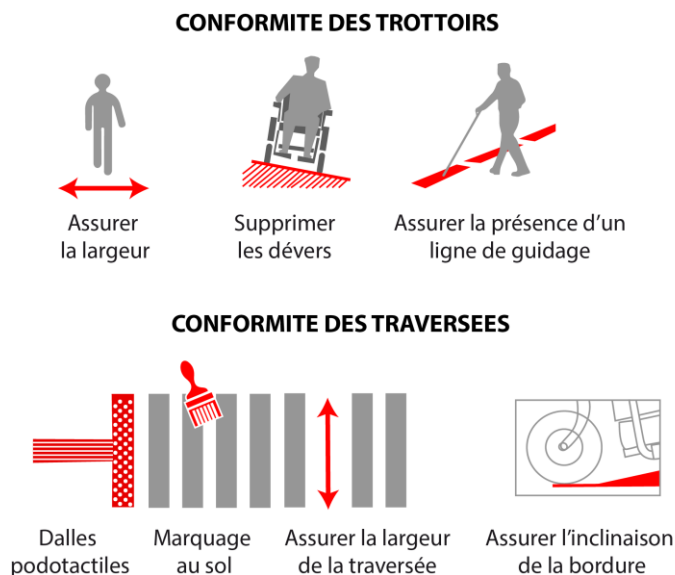 CONFORMITE DES TROTTOIRS
Assurer
la largeur
Supprimer
les dévers
Assurer la présence d'un
ligne de guidage
CONFORMITE DES TRAVERSEES
Dalles
podotactiles
Marquage
au sol
Assurer la largeur
de la traversée
Assurer l'inclinaison
de la bordure